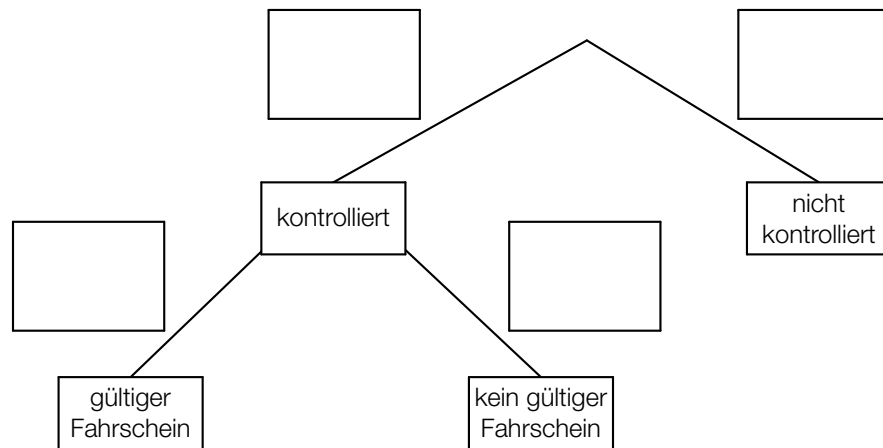 kontrolliert
nicht
kontrolliert
gültiger
Fahrschein
kein gültiger
Fahrschein